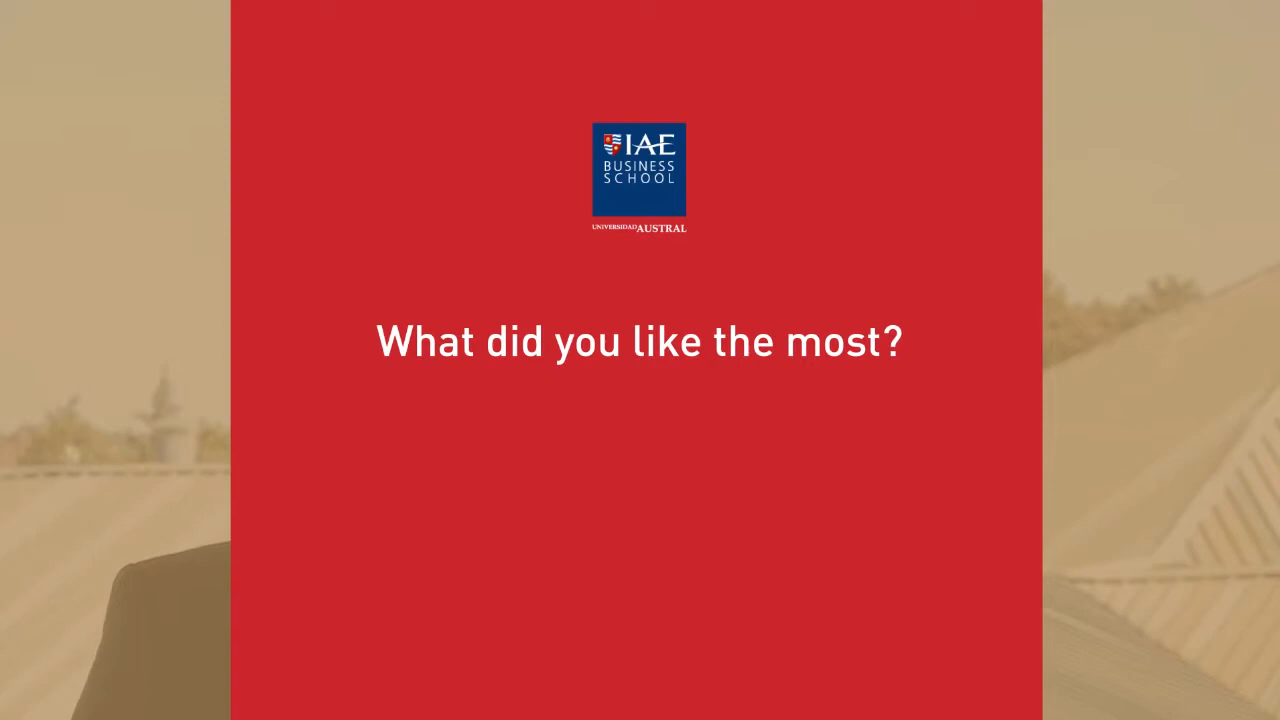 IAE
BUSINESS
SCHOOL
UNIVERSIDAD AUSTRAL
What did you like the most?